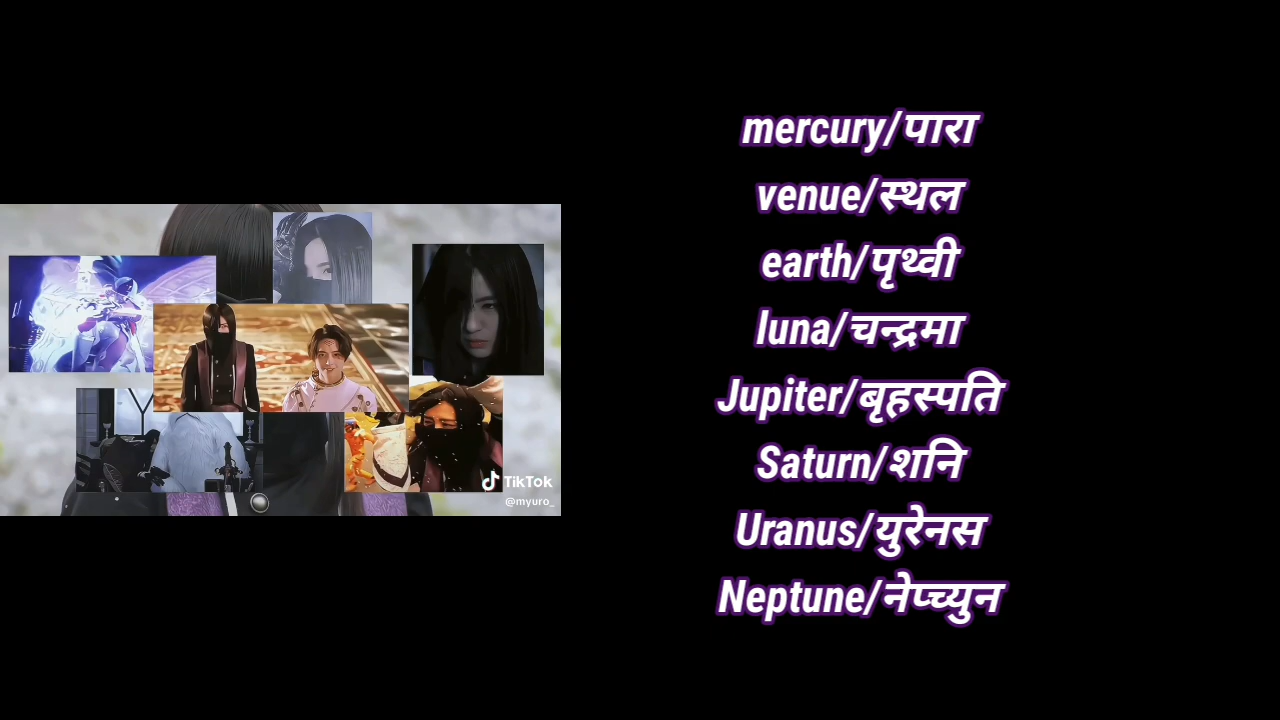 mercury/पारा
venue/स्थल
earth/पृथ्वी
luna/चन्द्रमा
Jupiter/बृहस्पति
Saturn/शनि
Uranus/युरेनस
Neptune/नेप्च्युन
TikTok
@myuro_